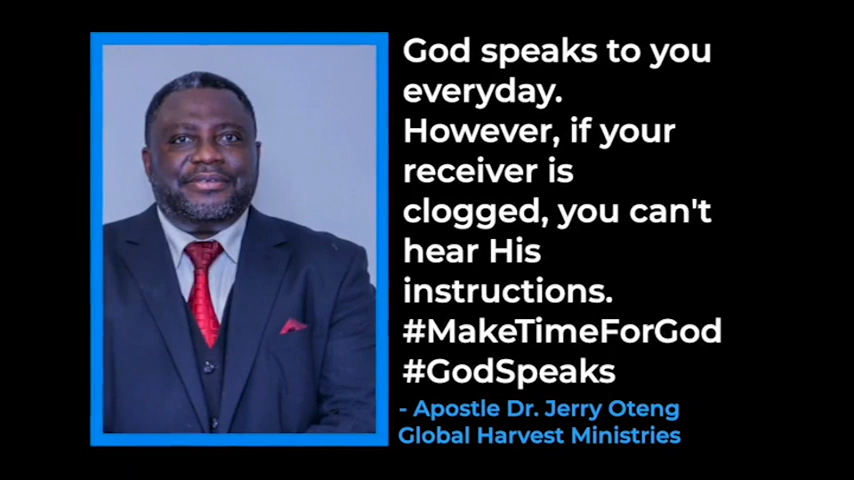 God speaks to you
everyday.
However, if your
receiver is
clogged, you can't
hear His
instructions.
#MakeTimeForGod
#GodSpeaks
- Apostle Dr. Jerry Oteng
Global Harvest Ministries